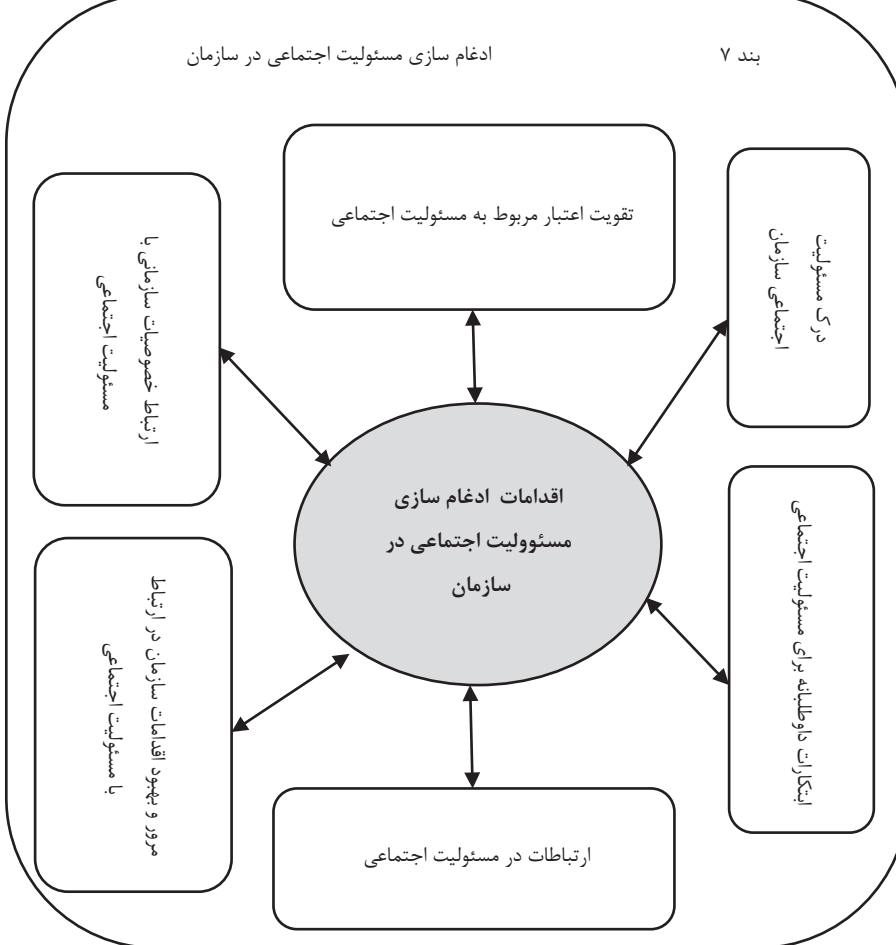 بند ۷
ادغام سازی مسئولیت اجتماعی در سازمان
تقویت اعتبار مربوط به مسئولیت اجتماعی
درک مسئولیت
اجتماعی سازمان
ارتباط خصوصیات سازمانی با
مسئولیت اجتماعی
اقدامات ادغام سازی
مسئوولیت اجتماعی در
سازمان
ابتکارات داوطلبانه برای مسئولیت اجتماعی
مرور و بهبود اقدامات سازمان در ارتباط
با مسئولیت اجتماعی
ارتباطات در مسئولیت اجتماعی